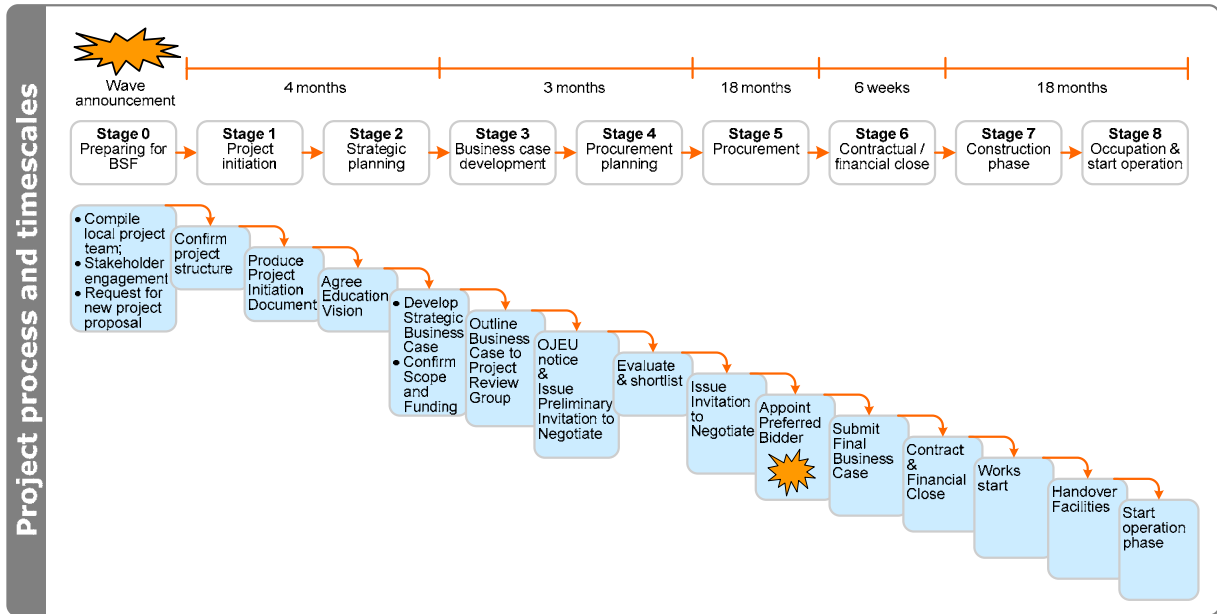 Project process and timescales
Wave
announcement
4 months
3 months
18 months
6 weeks
18 months
Stage 0
Preparing for
BSF
Stage 1
Project
initiation
Stage 2
Strategic
planning
Stage 3
Business case
development
Stage 4
Procurement
planning
Stage 5
Procurement
Stage 6
Contractual /
financial close
Stage 7
Construction
phase
Stage 8
Occupation &
start operation
• Compile
local project
team;
• Stakeholder
engagement
• Request for
new project
proposal
Confirm
project
structure
Produce
Project
Initiation
Document
Agree
Education
Vision
• Develop
Strategic
Business
Case
• Confirm
Scope
and
Funding
Outline
Business
Case to
Project
Review
Group
OJEU
notice
&
Issue
Preliminary
Invitation to
Negotiate
Evaluate
& shortlist
Issue
Invitation
to
Negotiate
Appoint
Preferred
Bidder
Submit
Final
Business
Case
Contract
&
Financial
Close
Works
start
Handover
Facilities
Start
operation
phase